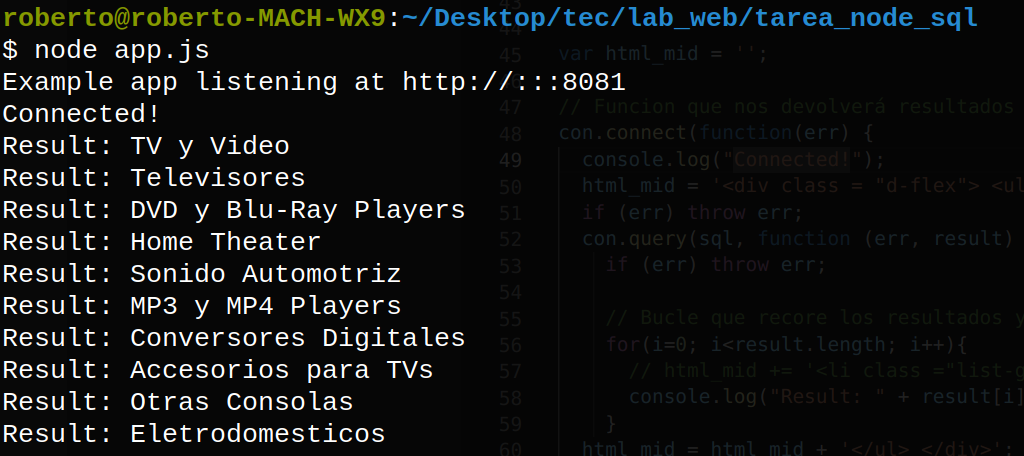 roberto@roberto-MACH-WX9:~/Desktop/tec/lab_web/tarea_node_sql
$ node app.js
Example app listening at http://:::8081
Connected!
Result: TV y Video
Result: Televisores
Result: DVD y Blu-Ray Players
Result: Home Theater
Result: Sonido Automotriz
Result: MP3 y MP4 Players
Result: Conversores Digitales
Result: Accesorios para TVs
Result: Otras Consolas
Result: Eletrodomesticos
45 var html_mid = '';
47 // Funcion que nos devolverá resultados
48 con.connect(function(err) {
49 console.log("Connected!");
50 html_mid = '<div class = "d-flex"> <ul
51 if (err) throw err;
52 con.query(sql, function (err, result)
53 if (err) throw err;
54
55 // Bucle que recore los resultados y
56 for(i=0; i<result.length; i++){
57 // html_mid += '<li class ="list-g
58 console.log("Result: " + result[i]
59 }
60 html_mid = html_mid + '</ul> </div>';